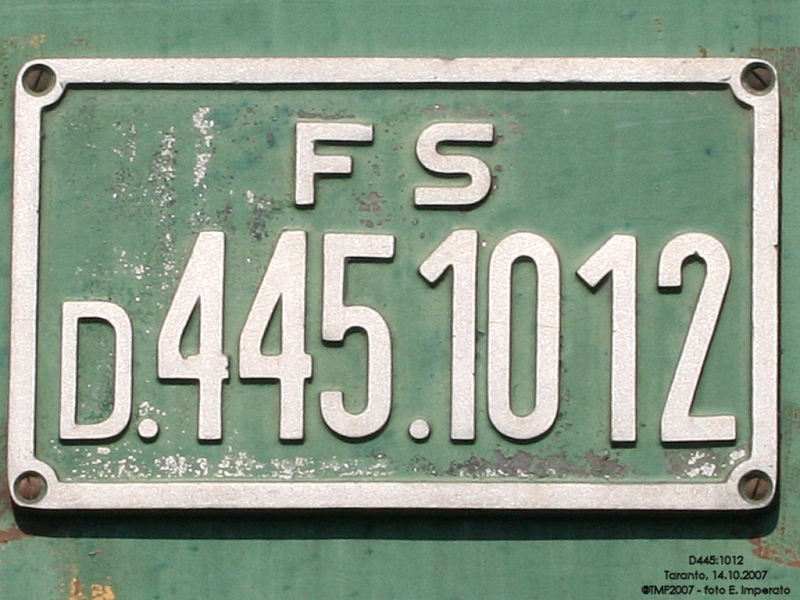 FS
D.445.1012
D445.1012
Taranto, 14.10.2007
©TMF2007 - foto E. Imperato